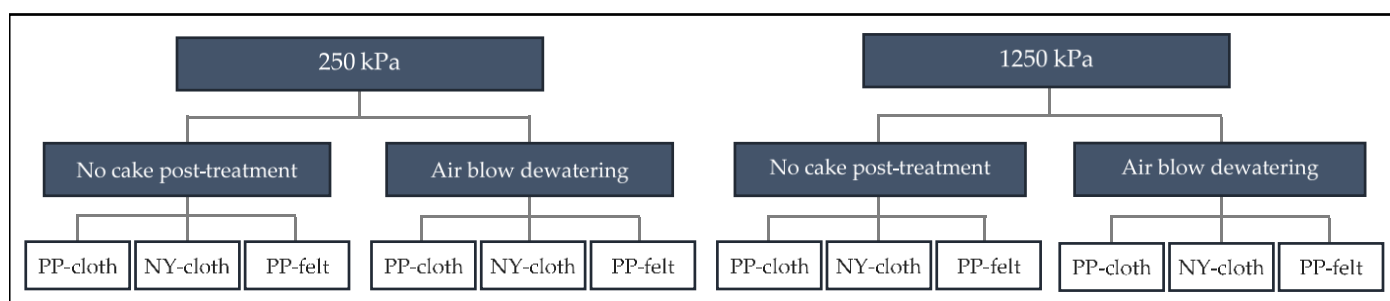 250 kPa
1250 kPa
No cake post-treatment
Air blow dewatering
No cake post-treatment
Air blow dewatering
PP-cloth
NY-cloth
PP-felt
PP-cloth
NY-cloth
PP-felt
PP-cloth
NY-cloth
PP-felt
PP-cloth
NY-cloth
PP-felt